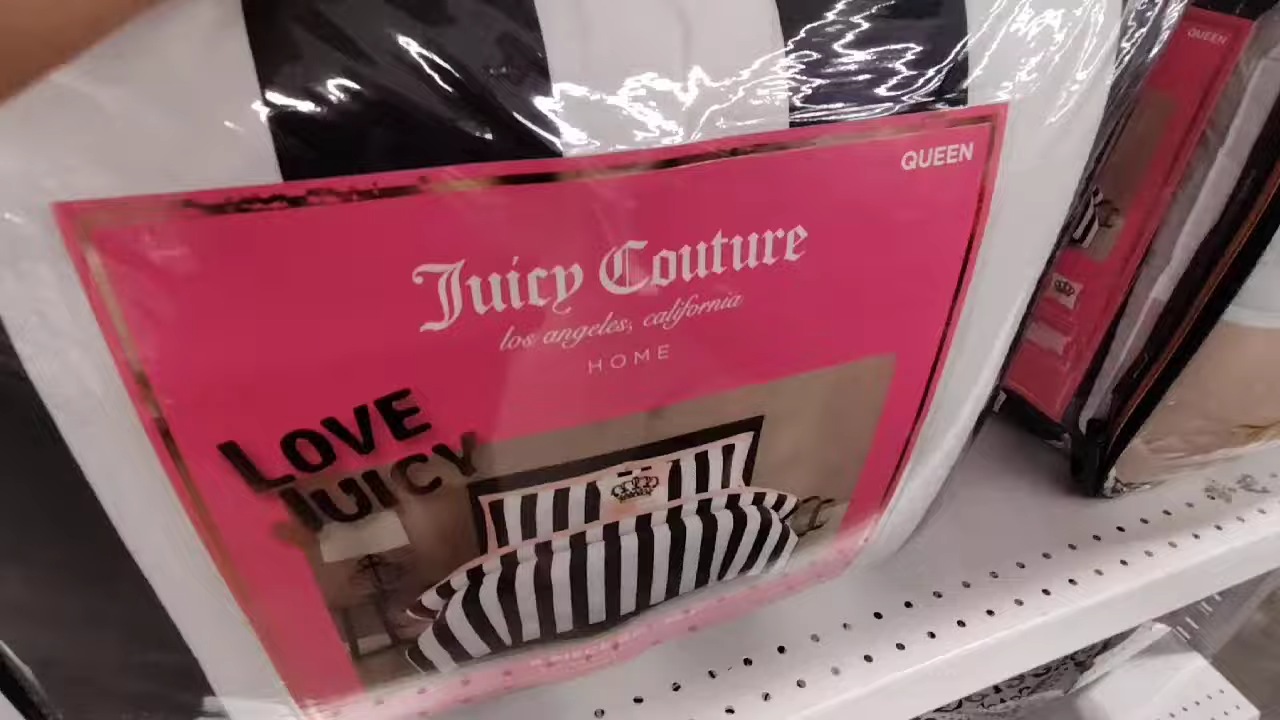 QUEEN
Juicy Couture
los angeles, california
HOME
LOVE
JUICY
QUEEN